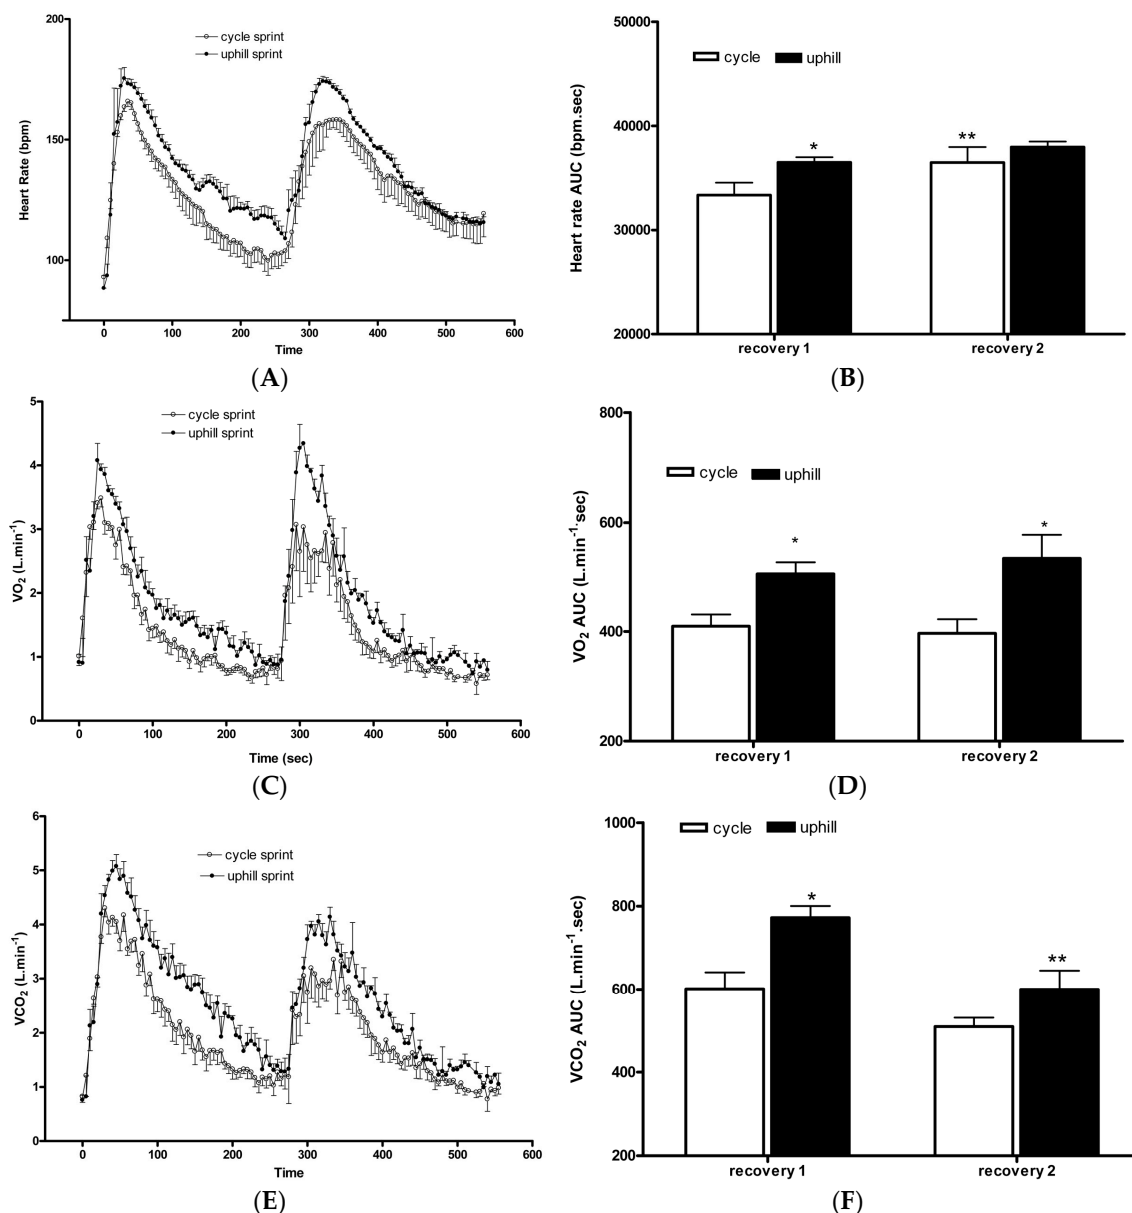 200
150
100
Heart Rate (bpm)
cycle sprint
uphill sprint
0 100 200 300 400 500 600
Time
(A)
50000
40000
30000
20000
Heart rate AUC (bpm.sec)
cycle uphill
* **
recovery 1 recovery 2
(B)
5
4
3
2
1
0
VO2 (L.min-1)
cycle sprint
uphill sprint
0 100 200 300 400 500 600
Time (sec)
(C)
800
600
400
200
VO2 AUC (L.min-1.sec)
cycle uphill
* *
recovery 1 recovery 2
(D)
6
5
4
3
2
1
0
VCO2 (L.min-1)
cycle sprint
uphill sprint
0 100 200 300 400 500 600
Time
(E)
1000
800
600
400
200
VCO2 AUC (L.min-1.sec)
cycle uphill
* **
recovery 1 recovery 2
(F)